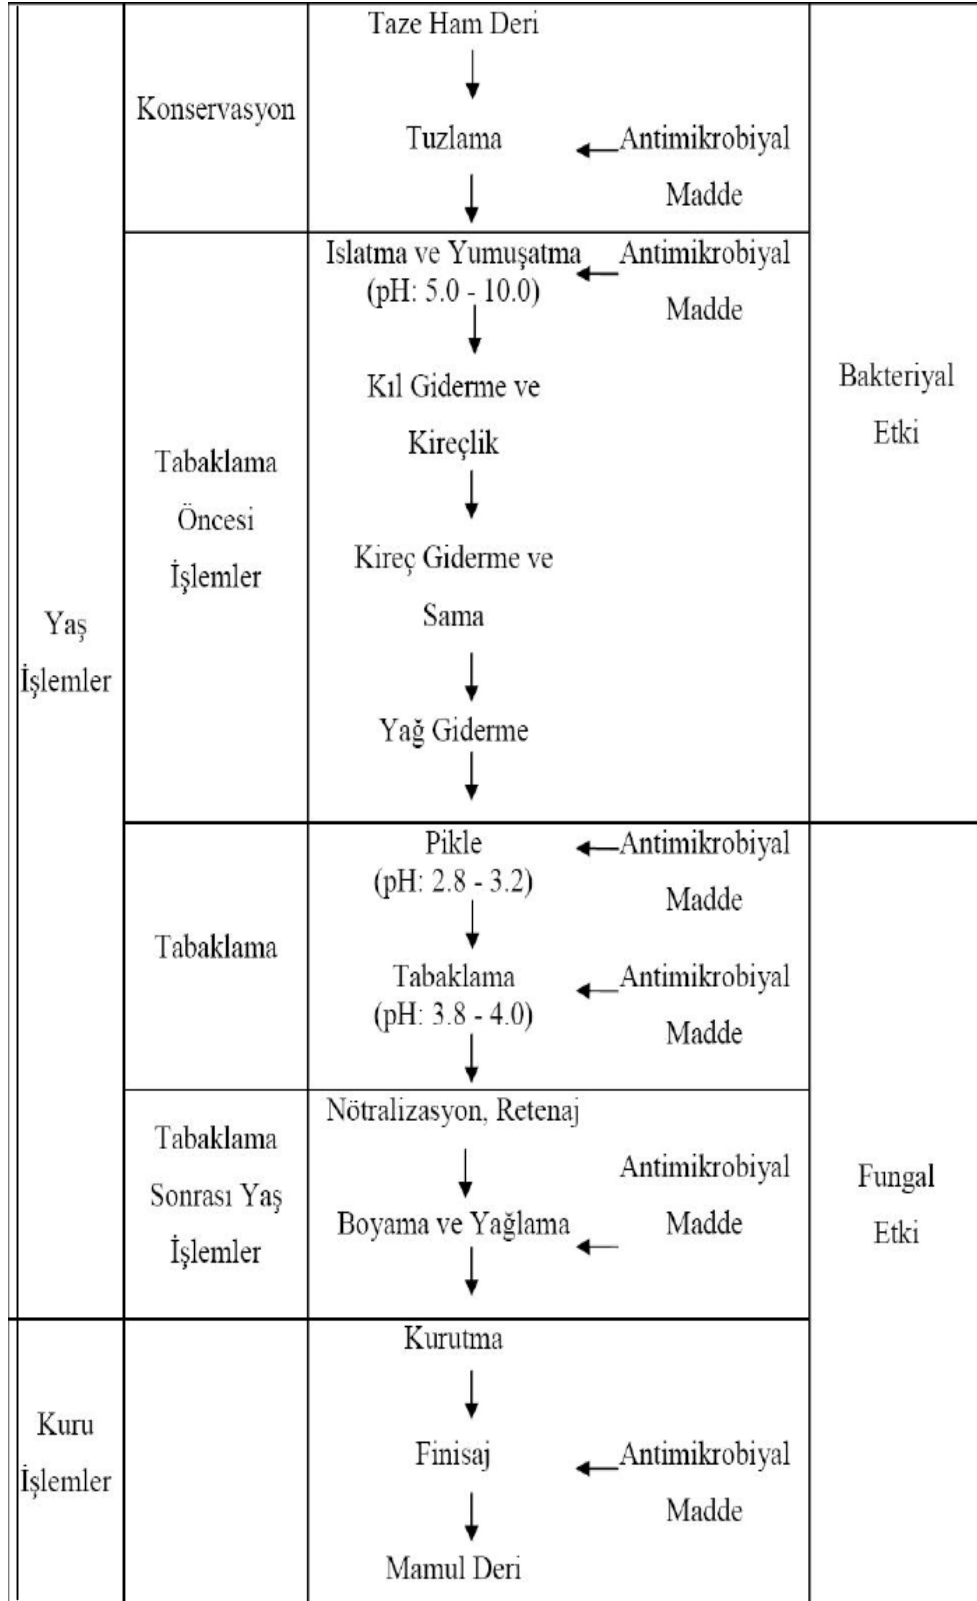 Taze Ham Deri
Konservasyon
Tuzlama
Antimikrobiyal
Madde
Islatma ve Yumuşatma
(pH: 5.0 - 10.0)
Antimikrobiyal
Madde
Kıl Giderme ve
Kireçlik
Bakteriyal
Etki
Tabaklama
Öncesi
İşlemler
Kireç Giderme ve
Sama
Yaş
İşlemler
Yağ Giderme
Pikle
(pH: 2.8 - 3.2)
Antimikrobiyal
Madde
Tabaklama
Tabaklama
(pH: 3.8 - 4.0)
Antimikrobiyal
Madde
Nötralizasyon, Retenaj
Tabaklama
Sonrası Yaş
İşlemler
Boyama ve Yağlama
Antimikrobiyal
Madde
Fungal
Etki
Kurutma
Kuru
İşlemler
Finisaj
Antimikrobiyal
Madde
Mamul Deri